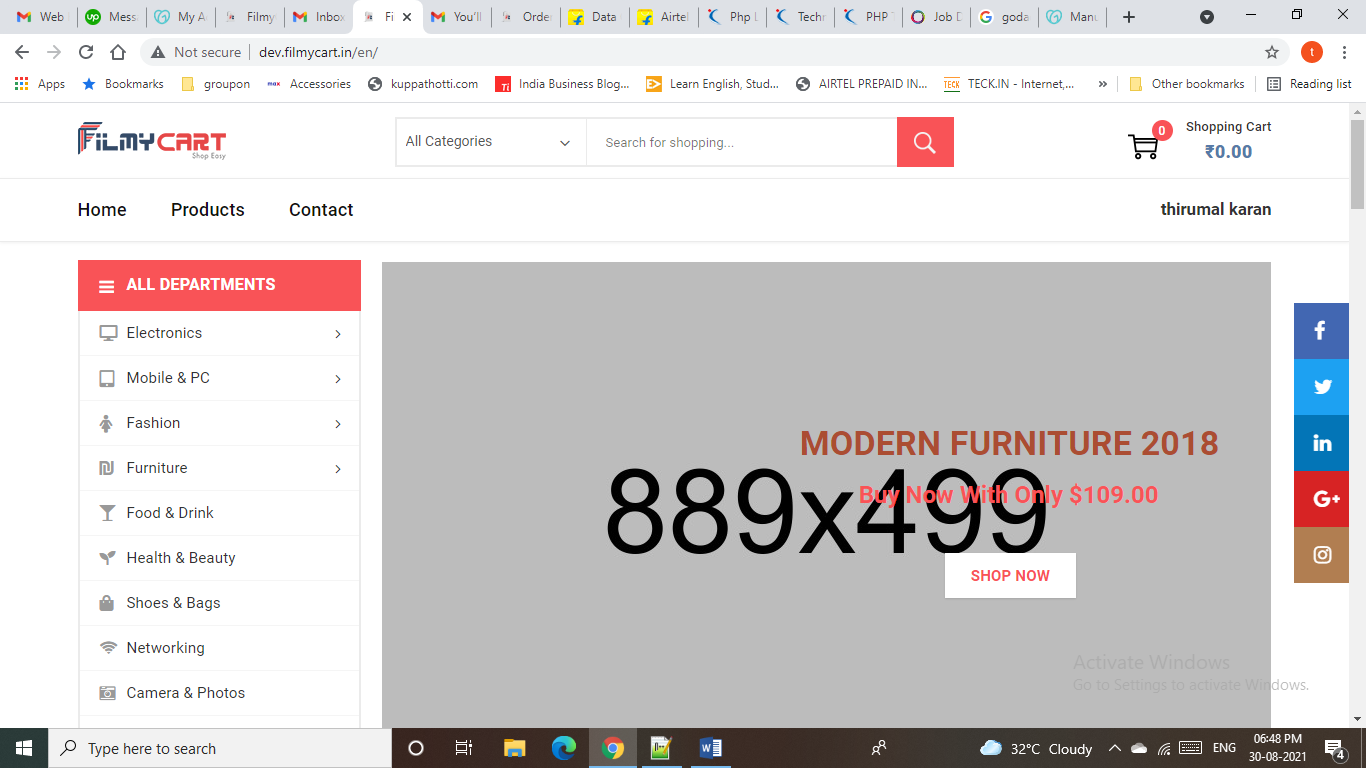 Web
Mess
My A
Filmy
Inbox
Fi
You'll
Order
Data
Airtel
Php L
Techn
PHP
Job D
goda
Manu
Not secure
dev.filmycart.in/en/
t
Apps
Bookmarks
groupon
max Accessories
kuppathotti.com
India Business Blog...
Learn English, Stud...
AIRTEL PREPAID IN...
TECK TECK.IN - Internet,...
»
Other bookmarks
Reading list
FILMYCART
Shop Easy
All Categories
Search for shopping...
0
Shopping Cart
₹0.00
Home
Products
Contact
thirumal karan
ALL DEPARTMENTS
Electronics
Mobile & PC
Fashion
Furniture
Food & Drink
Health & Beauty
Shoes & Bags
Networking
Camera & Photos
MODERN FURNITURE 2018
Buy Now With Only $109.00
889x499
SHOP NOW
Activate Windows
Go to Settings to activate Windows.
Type here to search
32°C Cloudy
ENG
06:48 PM
30-08-2021
4